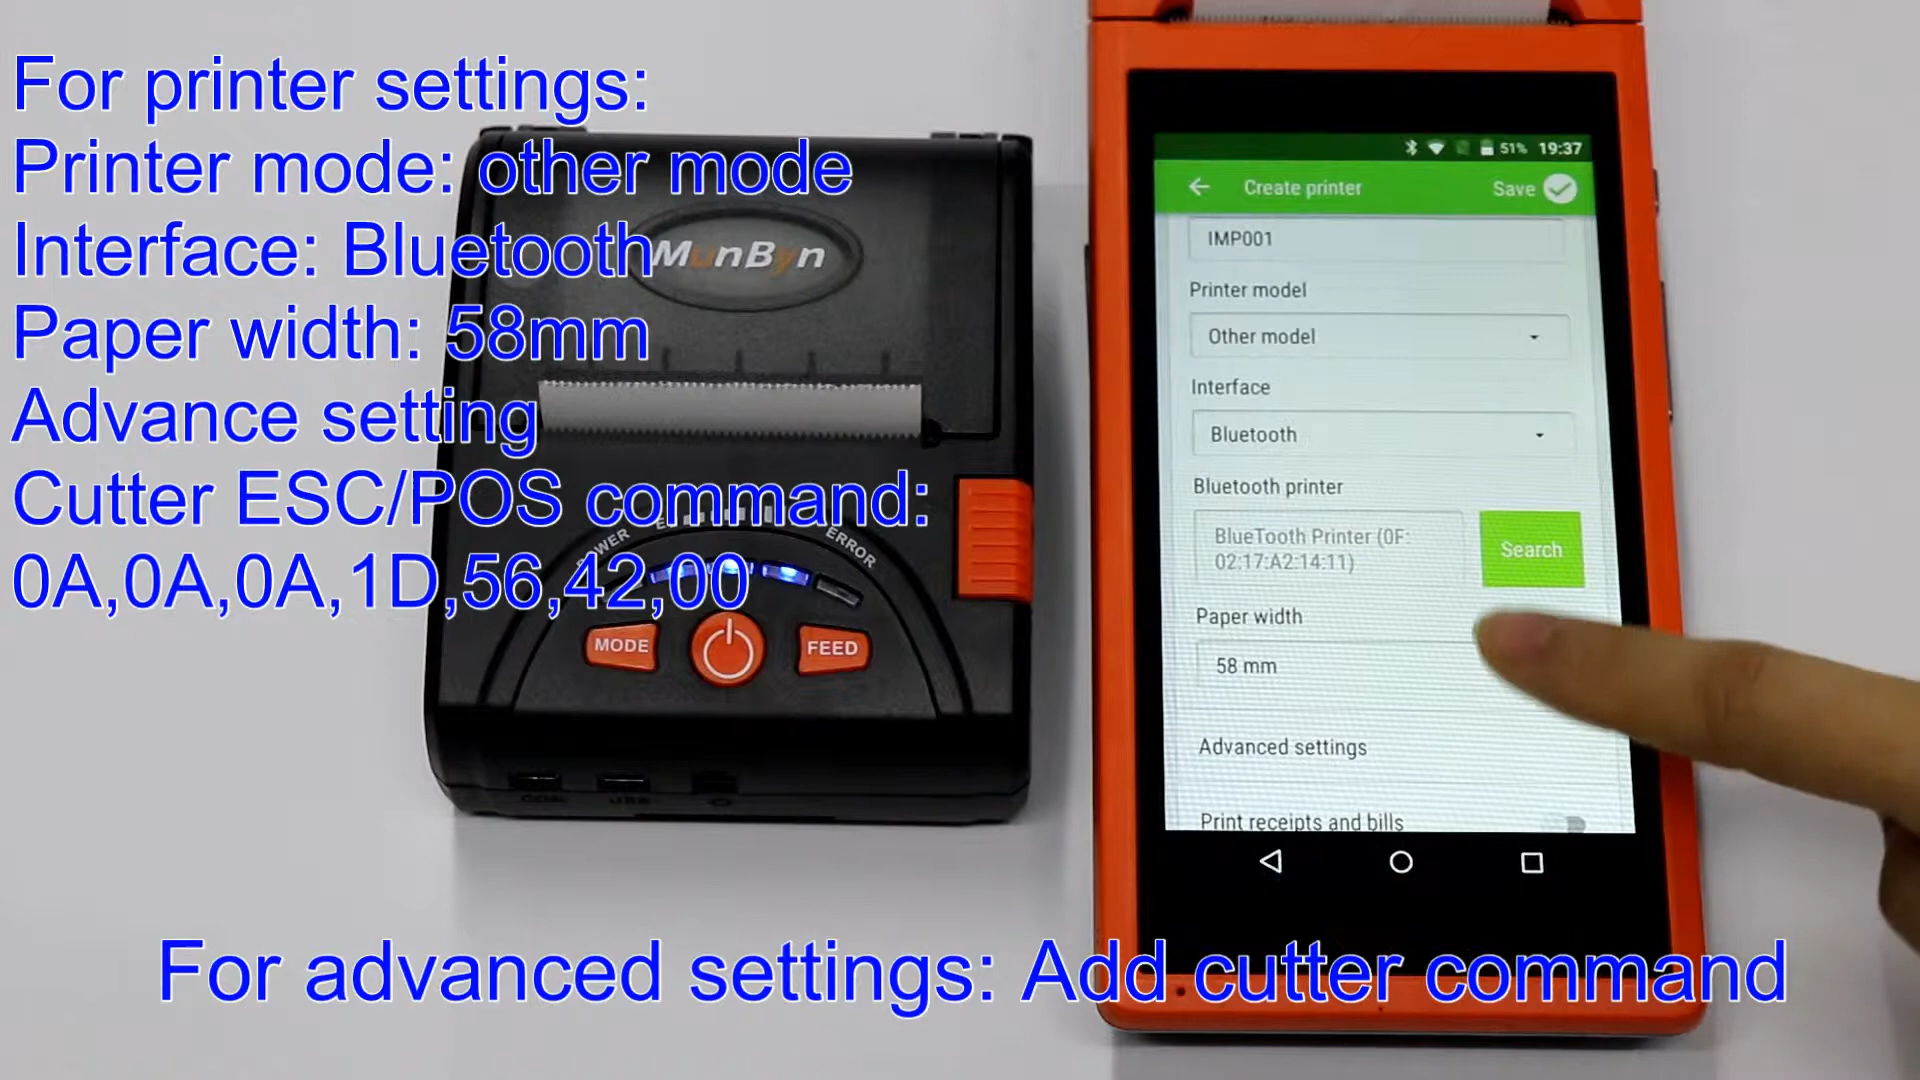 For printer settings:
Printer mode: other mode
Interface: Bluetooth
Paper width: 58mm
Advance setting
Cutter ESC/POS command:
0A,0A,0A,1D,56,42,00
MunByn
ERROR
MODE
FEED
51% 19:37
Create printer
Save
IMP001
Printer model
Other model
Interface
Bluetooth
Bluetooth printer
BlueTooth Printer (0F:
02:17:A2:14:11)
Search
Paper width
58 mm
Advanced settings
Print receipts and bills
For advanced settings: Add cutter command